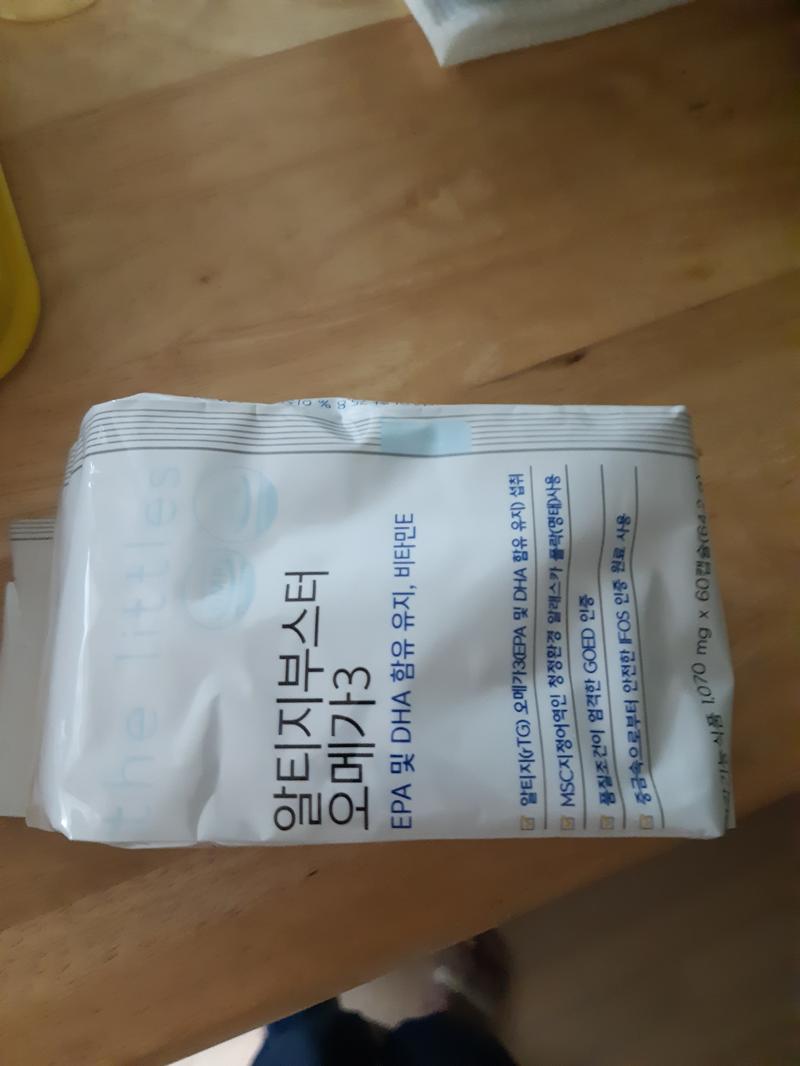 the littles
알티지부스터
오메가3
EPA 및 DHA 함유 유지, 비타민E
알티지(rTG) 오메가3(EPA 및 DHA 함유 유지) 섭취
MSC지정어역인 청정환경 알래스카 폴락(명태)사용
품질조건이 엄격한 GOED 인증
중금속으로부터 안전한 IFOS 인증 원료 사용
식품 1,070 mg x 60캡슐